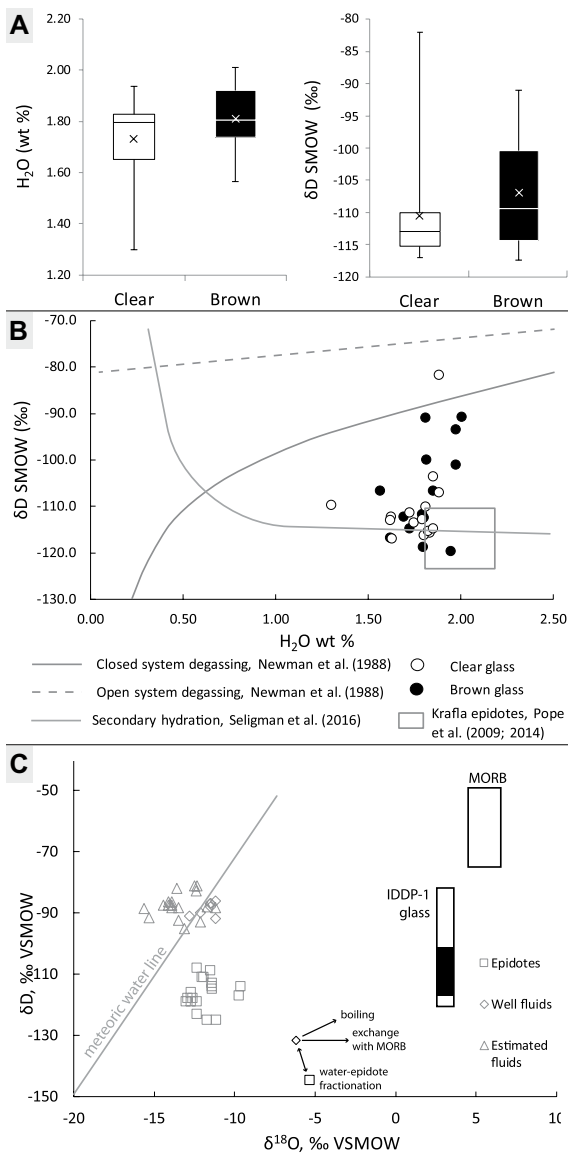 A
2.20
2.00
1.80
1.60
1.40
1.20
H2O (wt %)
Clear
Brown
-80
-85
-90
-95
-100
-105
-110
-115
-120
δD SMOW (‰)
Clear
Brown
B
-70.0
-80.0
-90.0
-100.0
-110.0
-120.0
-130.0
δD SMOW (‰)
0.00
0.50
1.00
1.50
2.00
2.50
H2O wt %
Closed system degassing, Newman et al. (1988)
Clear glass
Open system degassing, Newman et al. (1988)
Brown glass
Secondary hydration, Seligman et al. (2016)
Krafla epidotes, Pope
et al. (2009; 2014)
C
-50
-70
-90
-110
-130
-150
δD, ‰ VSMOW
MORB
IDDP-1
glass
meteoric water line
Epidotes
Well fluids
Estimated
fluids
boiling
exchange
with MORB
water-epidote
fractionation
-20
-15
-10
-5
0
5
10
δ18O, ‰ VSMOW